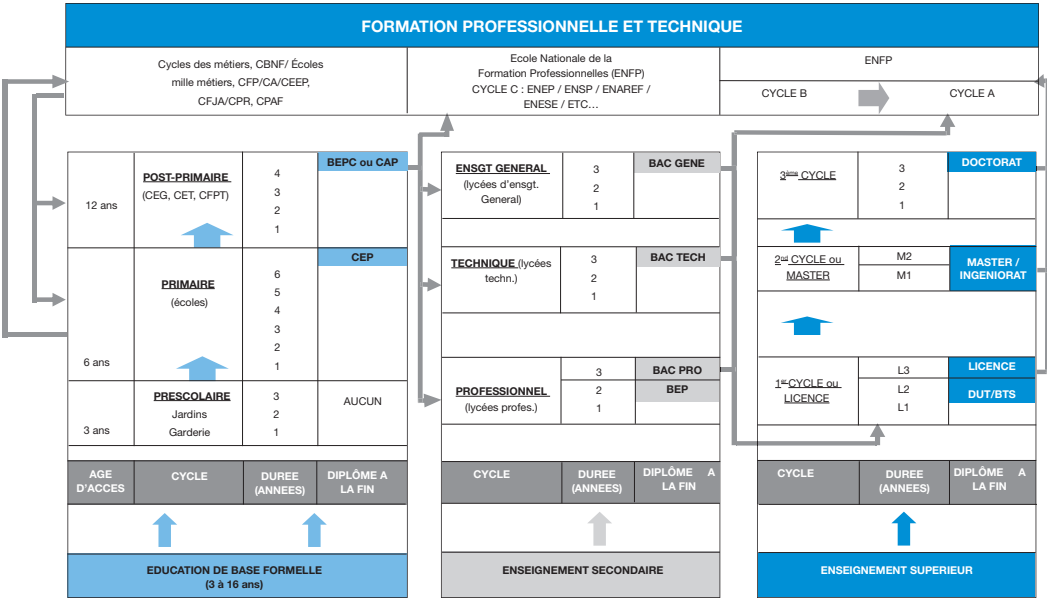 FORMATION PROFESSIONNELLE ET TECHNIQUE
Cycles des métiers, CBNF/ Écoles
mille métiers, CFP/CA/CEEP,
CFJA/CPR, CPAF
Ecole Nationale de la
Formation Professionnelles (ENFP)
CYCLE C : ENEP / ENSP / ENAREF /
ENESE / ETC…
ENFP
CYCLE B
CYCLE A
12 ans
POST-PRIMAIRE
(CEG, CET, CFPT)
4
3
2
1
BEPC ou CAP
6 ans
PRIMAIRE
(écoles)
6
5
4
3
2
1
CEP
3 ans
PRESCOLAIRE
Jardins
Garderie
3
2
1
AUCUN
AGE
D'ACCES
CYCLE
DUREE
(ANNEES)
DIPLÔME A
LA FIN
EDUCATION DE BASE FORMELLE
(3 à 16 ans)
ENSGT GENERAL
(lycées d'ensgt.
General)
3
2
1
BAC GENE
TECHNIQUE (lycées
techn.)
3
2
1
BAC TECH
PROFESSIONNEL
(lycées profes.)
3
2
1
BAC PRO
BEP
CYCLE
DUREE
(ANNEES)
DIPLÔME A
LA FIN
ENSEIGNEMENT SECONDAIRE
3ème CYCLE
3
2
1
DOCTORAT
2nd CYCLE ou
MASTER
M2
M1
MASTER /
INGENIORAT
1er CYCLE ou
LICENCE
L3
L2
L1
LICENCE
DUT/BTS
CYCLE
DUREE
(ANNEES)
DIPLÔME A
LA FIN
ENSEIGNEMENT SUPERIEUR